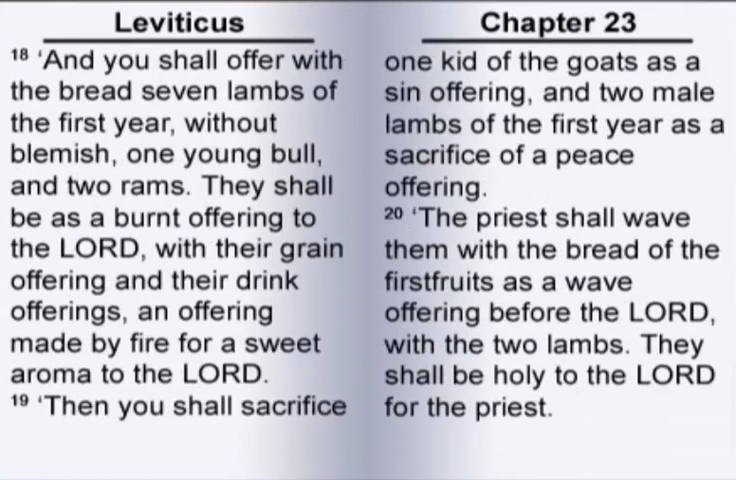 Leviticus
18 ‘And you shall offer with
the bread seven lambs of
the first year, without
blemish, one young bull,
and two rams. They shall
be as a burnt offering to
the LORD, with their grain
offering and their drink
offerings, an offering
made by fire for a sweet
aroma to the LORD.
19 ‘Then you shall sacrifice
Chapter 23
one kid of the goats as a
sin offering, and two male
lambs of the first year as a
sacrifice of a peace
offering.
20 ‘The priest shall wave
them with the bread of the
firstfruits as a wave
offering before the LORD,
with the two lambs. They
shall be holy to the LORD
for the priest.